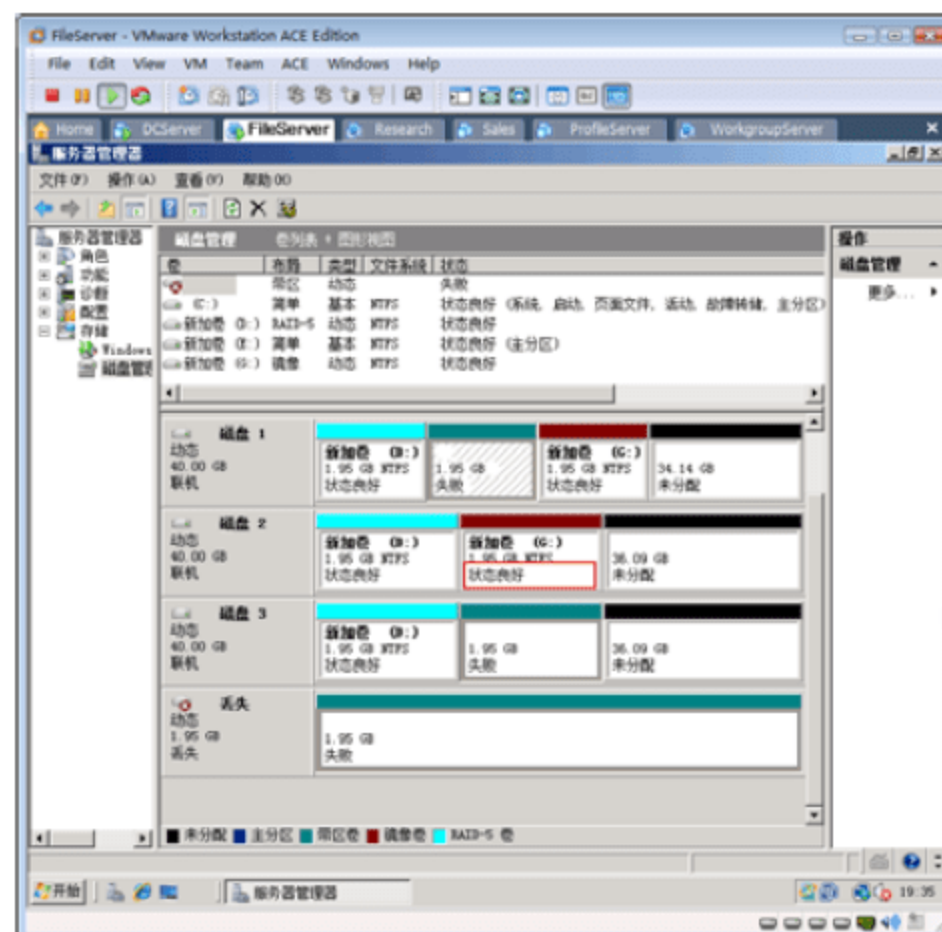 FileServer - VMware Workstation ACE Edition
File Edit View VM Team ACE Windows Help
Home DCServer FileServer Research Sales ProfileServer WorkgroupServer
服务器管理器
文件(F) 操作(A) 查看(V) 帮助(H)
服务器管理器
角色
功能
诊断
配置
存储
Windows
磁盘管理
磁盘管理 卷列表 + 图形视图
卷 布局 类型 文件系统 状态
带区 动态 失败
(C:) 简单 基本 NTFS 状态良好 (系统, 启动, 页面文件, 活动, 故障转储, 主分区)
新加卷 (D:) RAID-5 动态 NTFS 状态良好
新加卷 (E:) 简单 基本 NTFS 状态良好 (主分区)
新加卷 (G:) 镜像 动态 NTFS 状态良好
磁盘 1
动态
40.00 GB
联机
新加卷 (D:)
1.95 GB NTFS
状态良好
1.95 GB
失败
新加卷 (G:)
1.95 GB NTFS
状态良好
34.14 GB
未分配
磁盘 2
动态
40.00 GB
联机
新加卷 (D:)
1.95 GB NTFS
状态良好
新加卷 (G:)
1.95 GB NTFS
状态良好
36.09 GB
未分配
磁盘 3
动态
40.00 GB
联机
新加卷 (D:)
1.95 GB NTFS
状态良好
1.95 GB
失败
36.09 GB
未分配
丢失
动态
1.95 GB
丢失
1.95 GB
失败
未分配 主分区 带区卷 镜像卷 RAID-5 卷
操作
磁盘管理
更多...
开始 服务器管理器 19:35